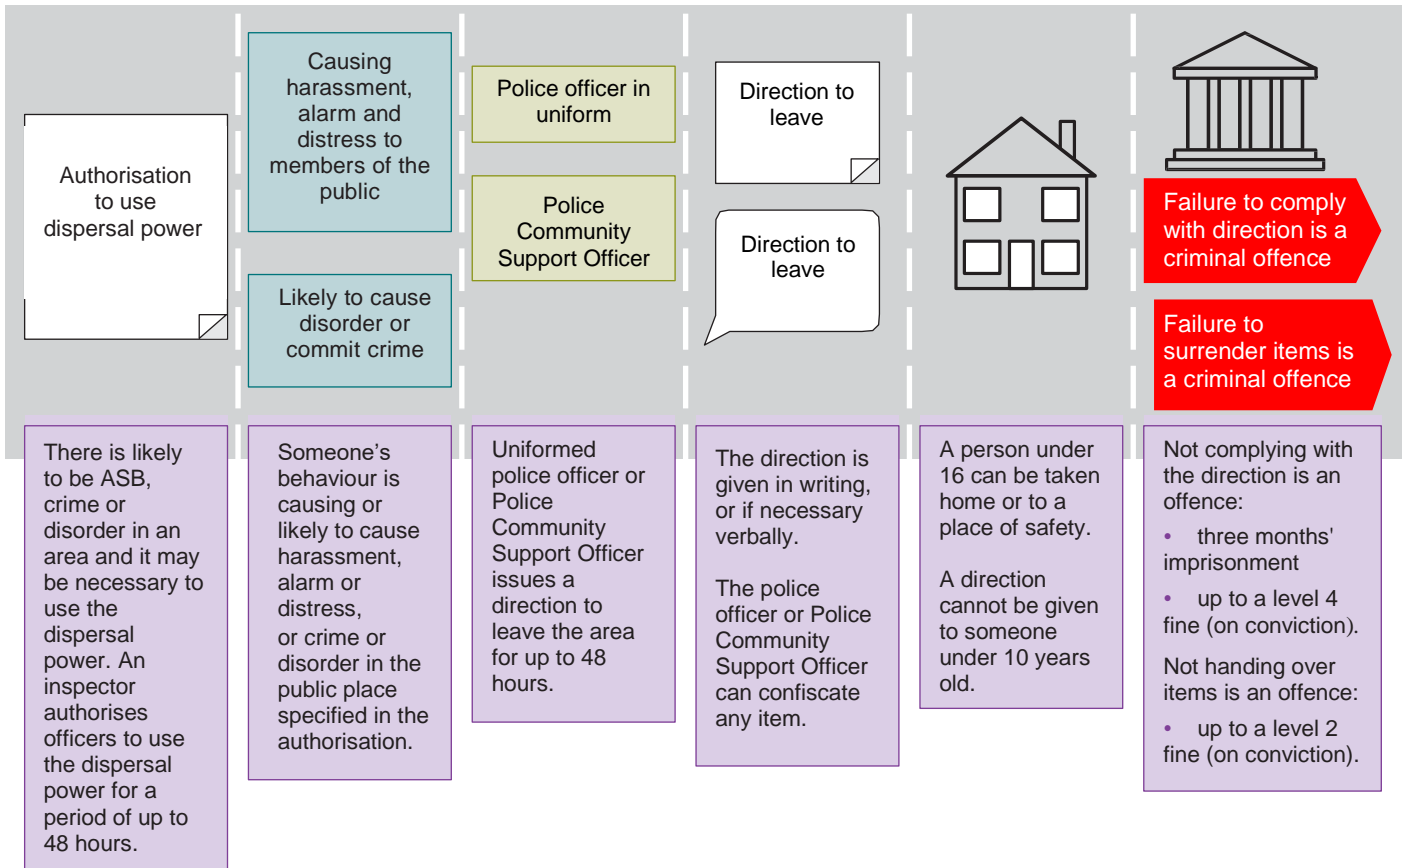 Authorisation
to use
dispersal power
Causing
harassment,
alarm and
distress to
members of the
public
Likely to cause
disorder or
commit crime
Police officer in
uniform
Police
Community
Support Officer
Direction to
leave
Direction to
leave
Failure to comply
with direction is a
criminal offence
Failure to
surrender items is
a criminal offence
There is likely
to be ASB,
crime or
disorder in an
area and it may
be necessary to
use the
dispersal
power. An
inspector
authorises
officers to use
the dispersal
power for a
period of up to
48 hours.
Someone’s
behaviour is
causing or
likely to cause
harassment,
alarm or
distress,
or crime or
disorder in the
public place
specified in the
authorisation.
Uniformed
police officer or
Police
Community
Support Officer
issues a
direction to
leave the area
for up to 48
hours.
The direction is
given in writing,
or if necessary
verbally.
The police
officer or Police
Community
Support Officer
can confiscate
any item.
A person under
16 can be taken
home or to a
place of safety.
A direction
cannot be given
to someone
under 10 years
old.
Not complying with
the direction is an
offence:
• three months'
imprisonment
• up to a level 4
fine (on conviction).
Not handing over
items is an offence:
• up to a level 2
fine (on conviction).